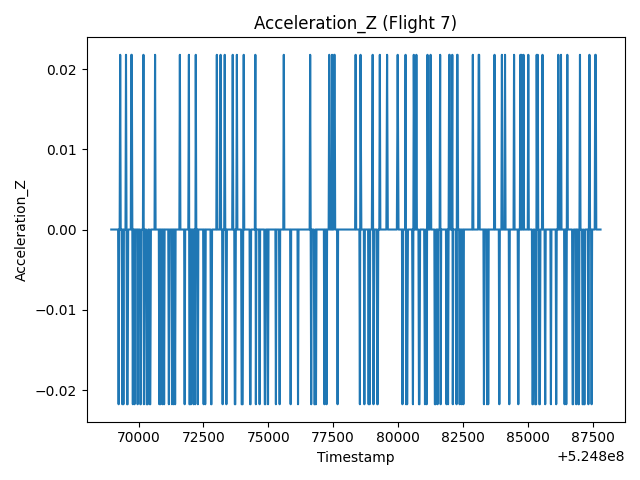 Acceleration_Z (Flight 7)
Acceleration_Z
0.02
0.01
0.00
−0.01
−0.02
70000 72500 75000 77500 80000 82500 85000 87500
Timestamp
+5.248e8